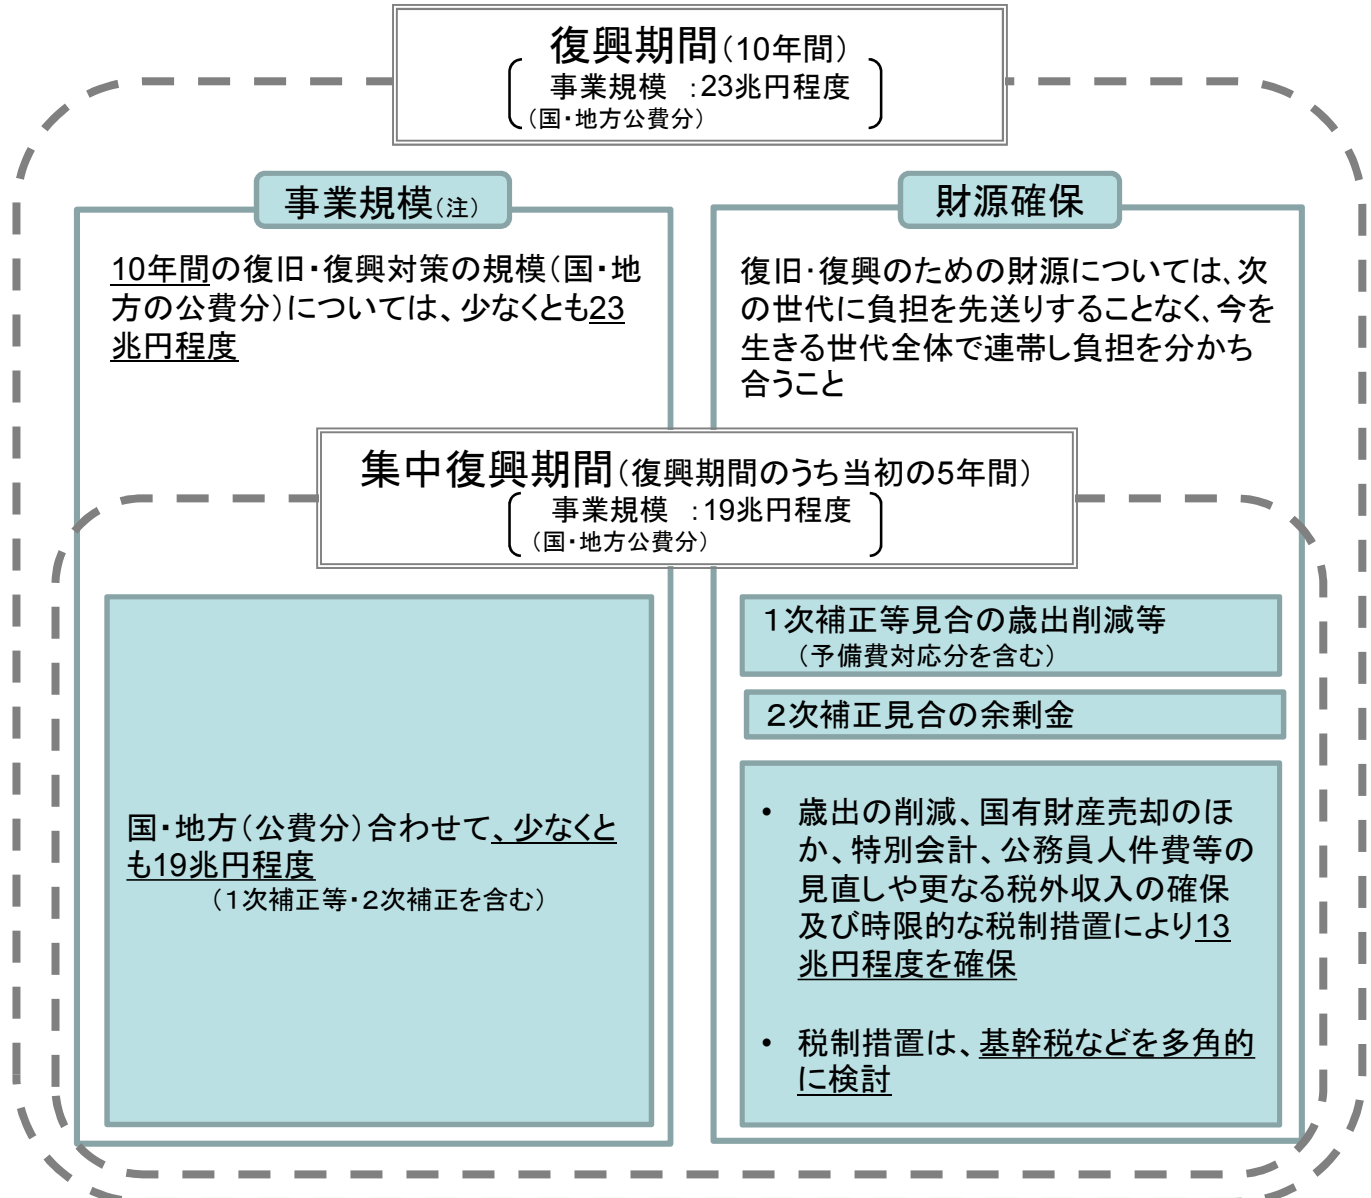 復興期間（10年間）
事業規模 ：23兆円程度
（国・地方公費分）
事業規模（注）
10年間の復旧・復興対策の規模（国・地
方の公費分）については、少なくとも23
兆円程度
財源確保
復旧・復興のための財源については、次
の世代に負担を先送りすることなく、今を
生きる世代全体で連帯し負担を分かち
合うこと
集中復興期間（復興期間のうち当初の5年間）
事業規模 ：19兆円程度
（国・地方公費分）
国・地方（公費分）合わせて、少なくと
も19兆円程度
（１次補正等・２次補正を含む）
１次補正等見合の歳出削減等
（予備費対応分を含む）
２次補正見合の余剰金
• 歳出の削減、国有財産売却のほ
か、特別会計、公務員人件費等の
見直しや更なる税外収入の確保
及び時限的な税制措置により13
兆円程度を確保
• 税制措置は、基幹税などを多角的
に検討